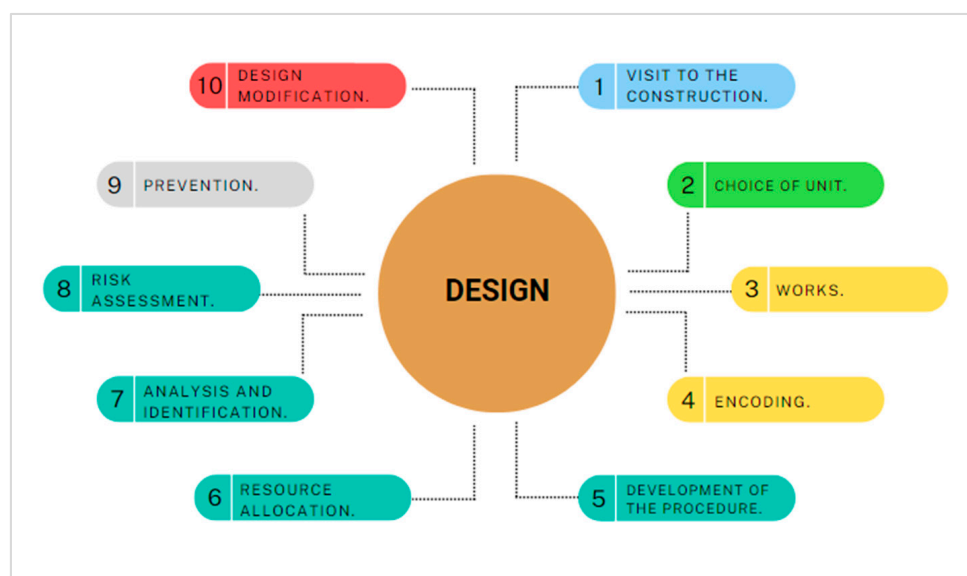 10
DESIGN
MODIFICATION.
1
VISIT TO THE
CONSTRUCTION.
9
PREVENTION.
2
CHOICE OF UNIT.
8
RISK
ASSESSMENT.
DESIGN
3
WORKS.
7
ANALYSIS AND
IDENTIFICATION.
4
ENCODING.
6
RESOURCE
ALLOCATION.
5
DEVELOPMENT OF
THE PROCEDURE.